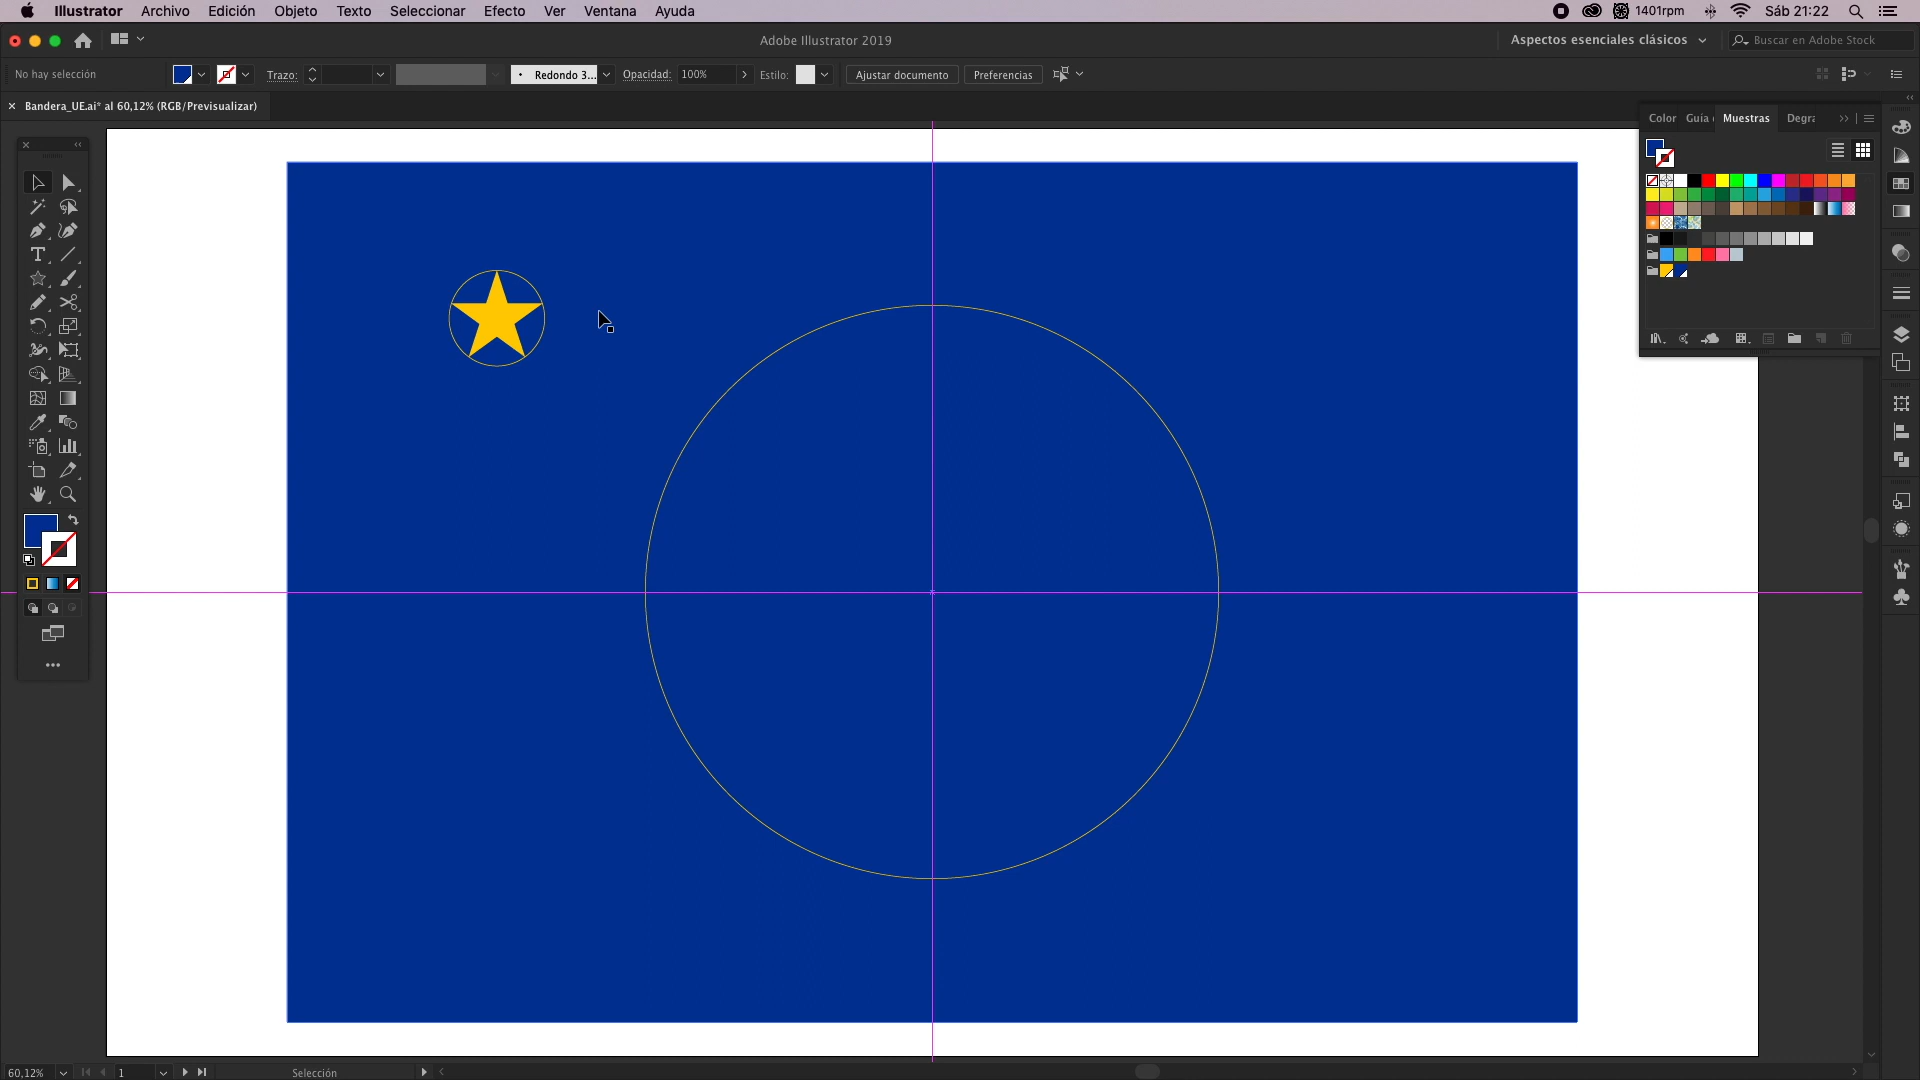 Illustrator Archivo Edición Objeto Texto Seleccionar Efecto Ver Ventana Ayuda 1401rpm Sáb 21:22
Adobe Illustrator 2019 Aspectos esenciales clásicos Buscar en Adobe Stock
No hay selección Trazo: Redondo 3... Opacidad: 100% Estilo: Ajustar documento Preferencias
Bandera_UE.ai* al 60,12% (RGB/Previsualizar)
Color Guía Muestras Degra
60,12% 1 Selección